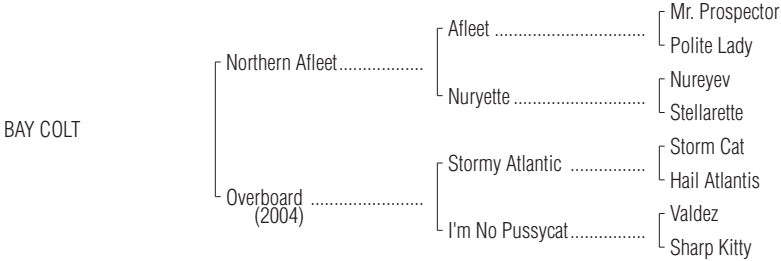 Mr. Prospector
Afleet ................................
Polite Lady
Northern Afleet..................
Nureyev
Nuryette ............................
Stellarette
BAY COLT
Storm Cat
Stormy Atlantic ................
Hail Atlantis
Overboard ........................
(2004)
Valdez
I'm No Pussycat................
Sharp Kitty